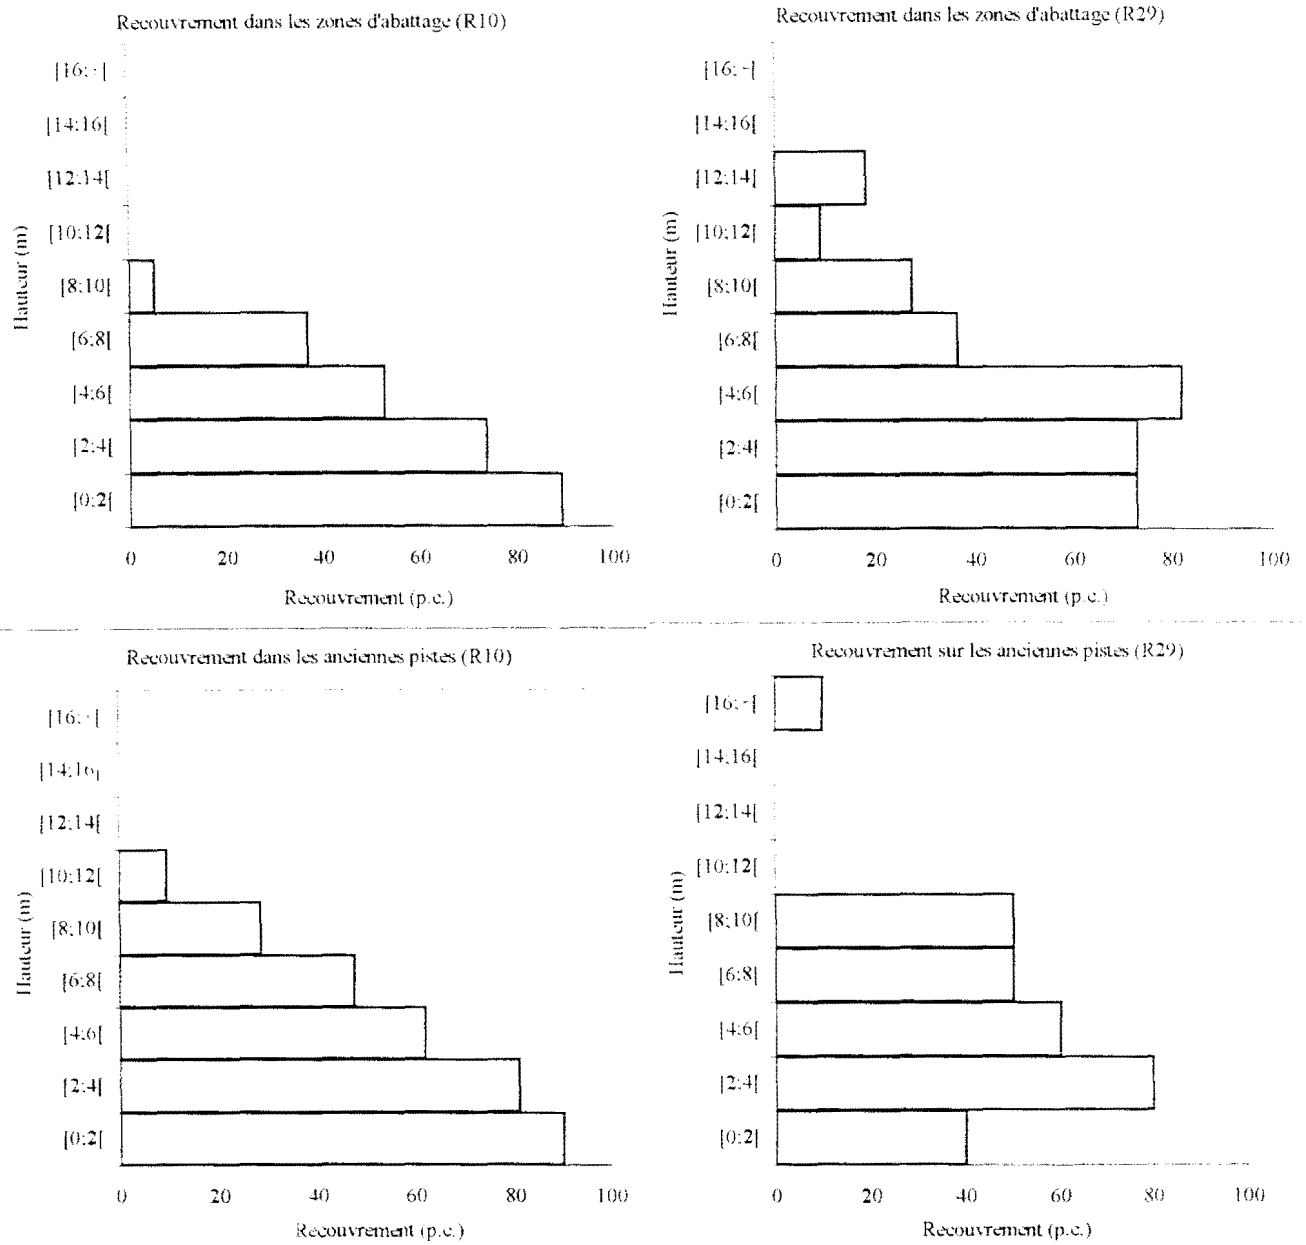 Recouvrement dans les zones d'abattage (R10)
[16;-[
[14;16[
[12;14[
[10;12[
[8;10[
[6;8[
[4;6[
[2;4[
[0;2[
Hauteur (m)
0 20 40 60 80 100
Recouvrement (p.c.)
Recouvrement dans les zones d'abattage (R29)
[16;~[
[14;16[
[12;14[
[10;12[
[8;10[
[6;8[
[4;6[
[2;4[
[0;2[
Hauteur (m)
0 20 40 60 80 100
Recouvrement (p.c.)
Recouvrement dans les anciennes pistes (R10)
[16;-[
[14;16[
[12;14[
[10;12[
[8;10[
[6;8[
[4;6[
[2;4[
[0;2[
Hauteur (m)
0 20 40 60 80 100
Recouvrement (p.c.)
Recouvrement sur les anciennes pistes (R29)
[16;~[
[14;16[
[12;14[
[10;12[
[8;10[
[6;8[
[4;6[
[2;4[
[0;2[
Hauteur (m)
0 20 40 60 80 100
Recouvrement (p.c.)